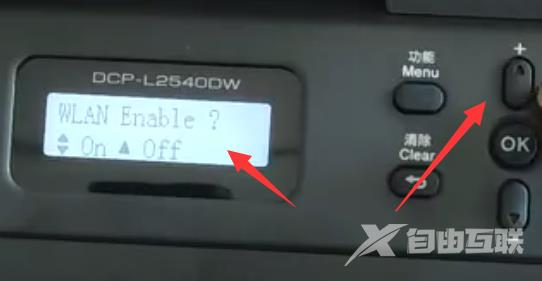 DCP-L2540DW
WLAN Enable ?
On ▲ Off
功能
Menu
清除
Clear
+
OK
-
自由互联